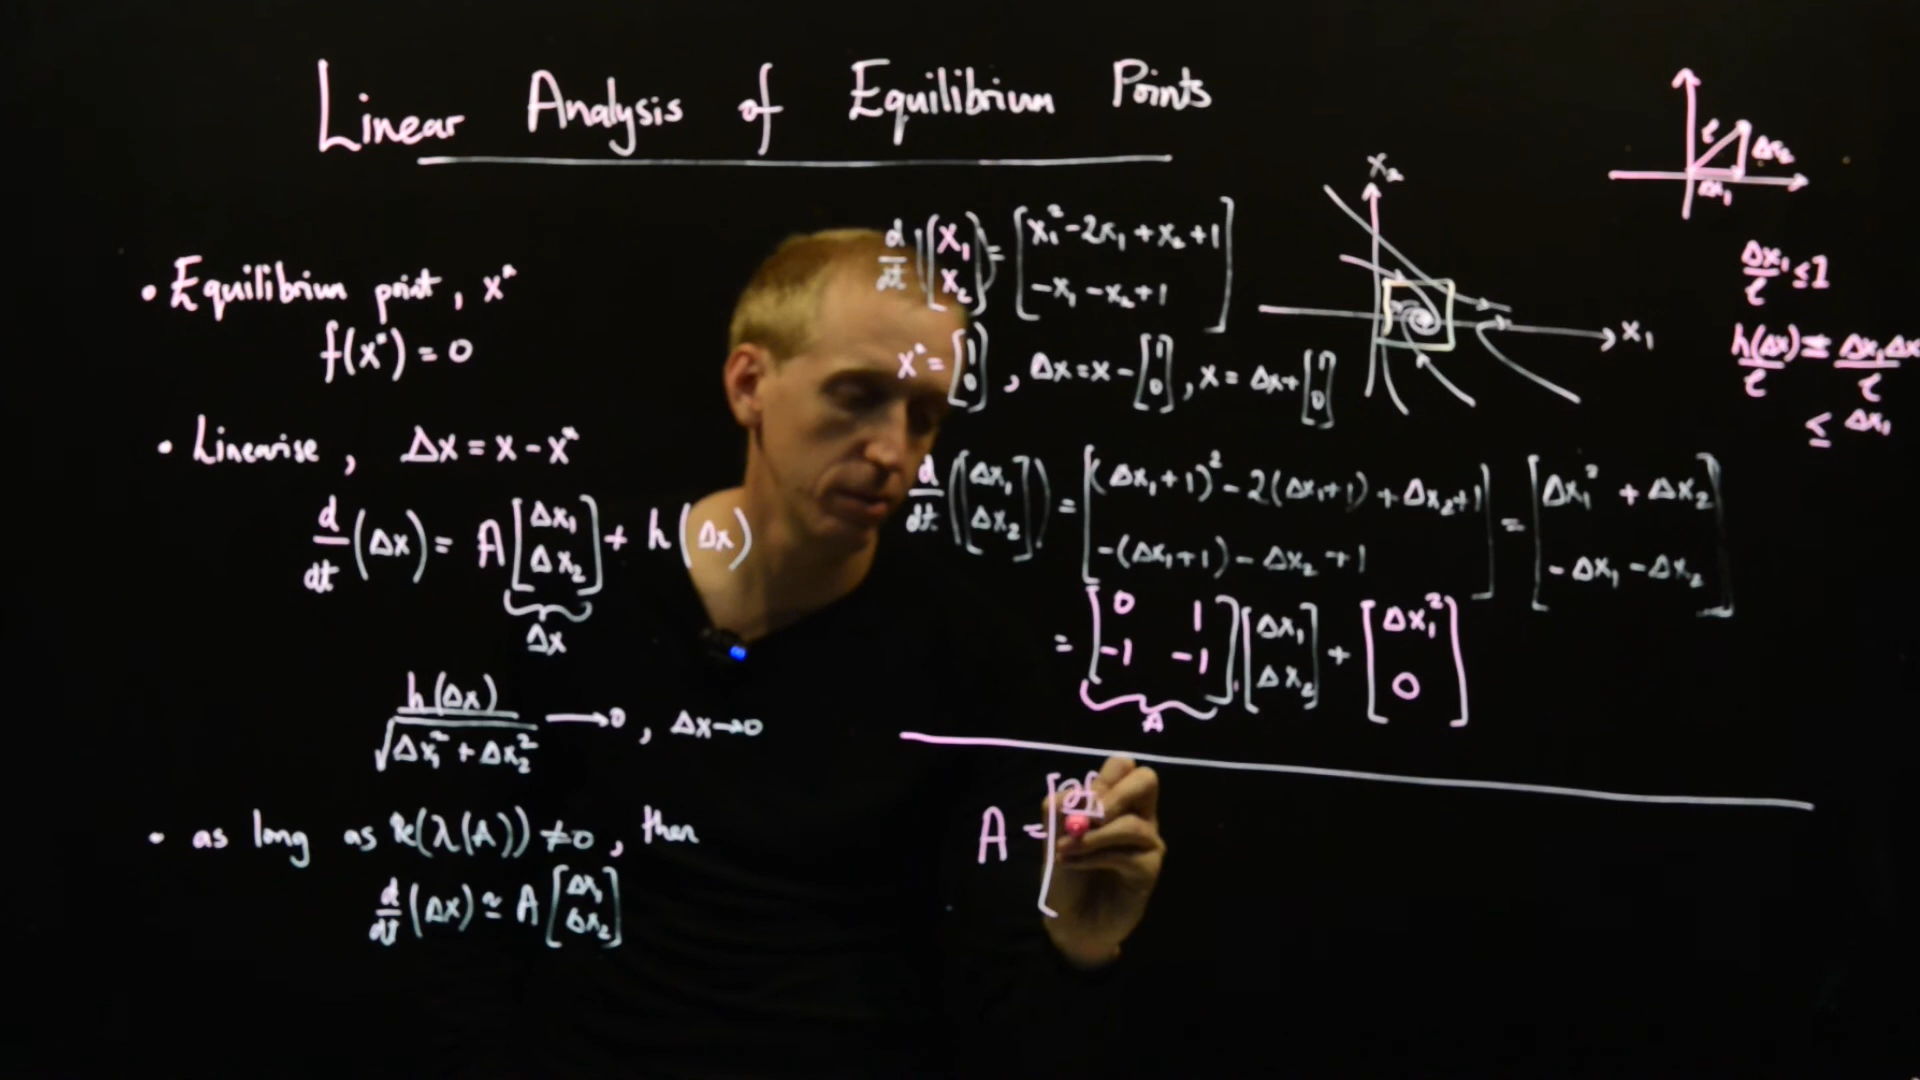 Linear Analysis of Equilibrium Points
• Equilibrium point, x*
f(x*) = 0
• Linearise, Δx = x - x*
d/dt (Δx) = A [Δx₁ Δx₂] + h(Δx)
Δx
h(Δx) / √(Δx₁² + Δx₂²) → 0, Δx → 0
• as long as Re(λ(A)) ≠ 0, then
d/dt (Δx) ≃ A [Δx₁ Δx₂]
d/dt ([x₁ x₂]) = [x₁² - 2x₁ + x₂ + 1
-x₁ - x₂ + 1]
x* = [1 0], Δx = x - [1 0], x = Δx + [1 0]
d/dt ([Δx₁ Δx₂]) = [(Δx₁+1)² - 2(Δx₁+1) + Δx₂+1
-(Δx₁+1) - Δx₂ + 1] = [Δx₁² + Δx₂
-Δx₁ - Δx₂]
= [0 1
-1 -1] [Δx₁ Δx₂] + [Δx₁² 0]
A
A = [∂f₁
x₂
x₁
Δx₂
Δx₁
≤ 1
h(Δx)
≤ Δx₁